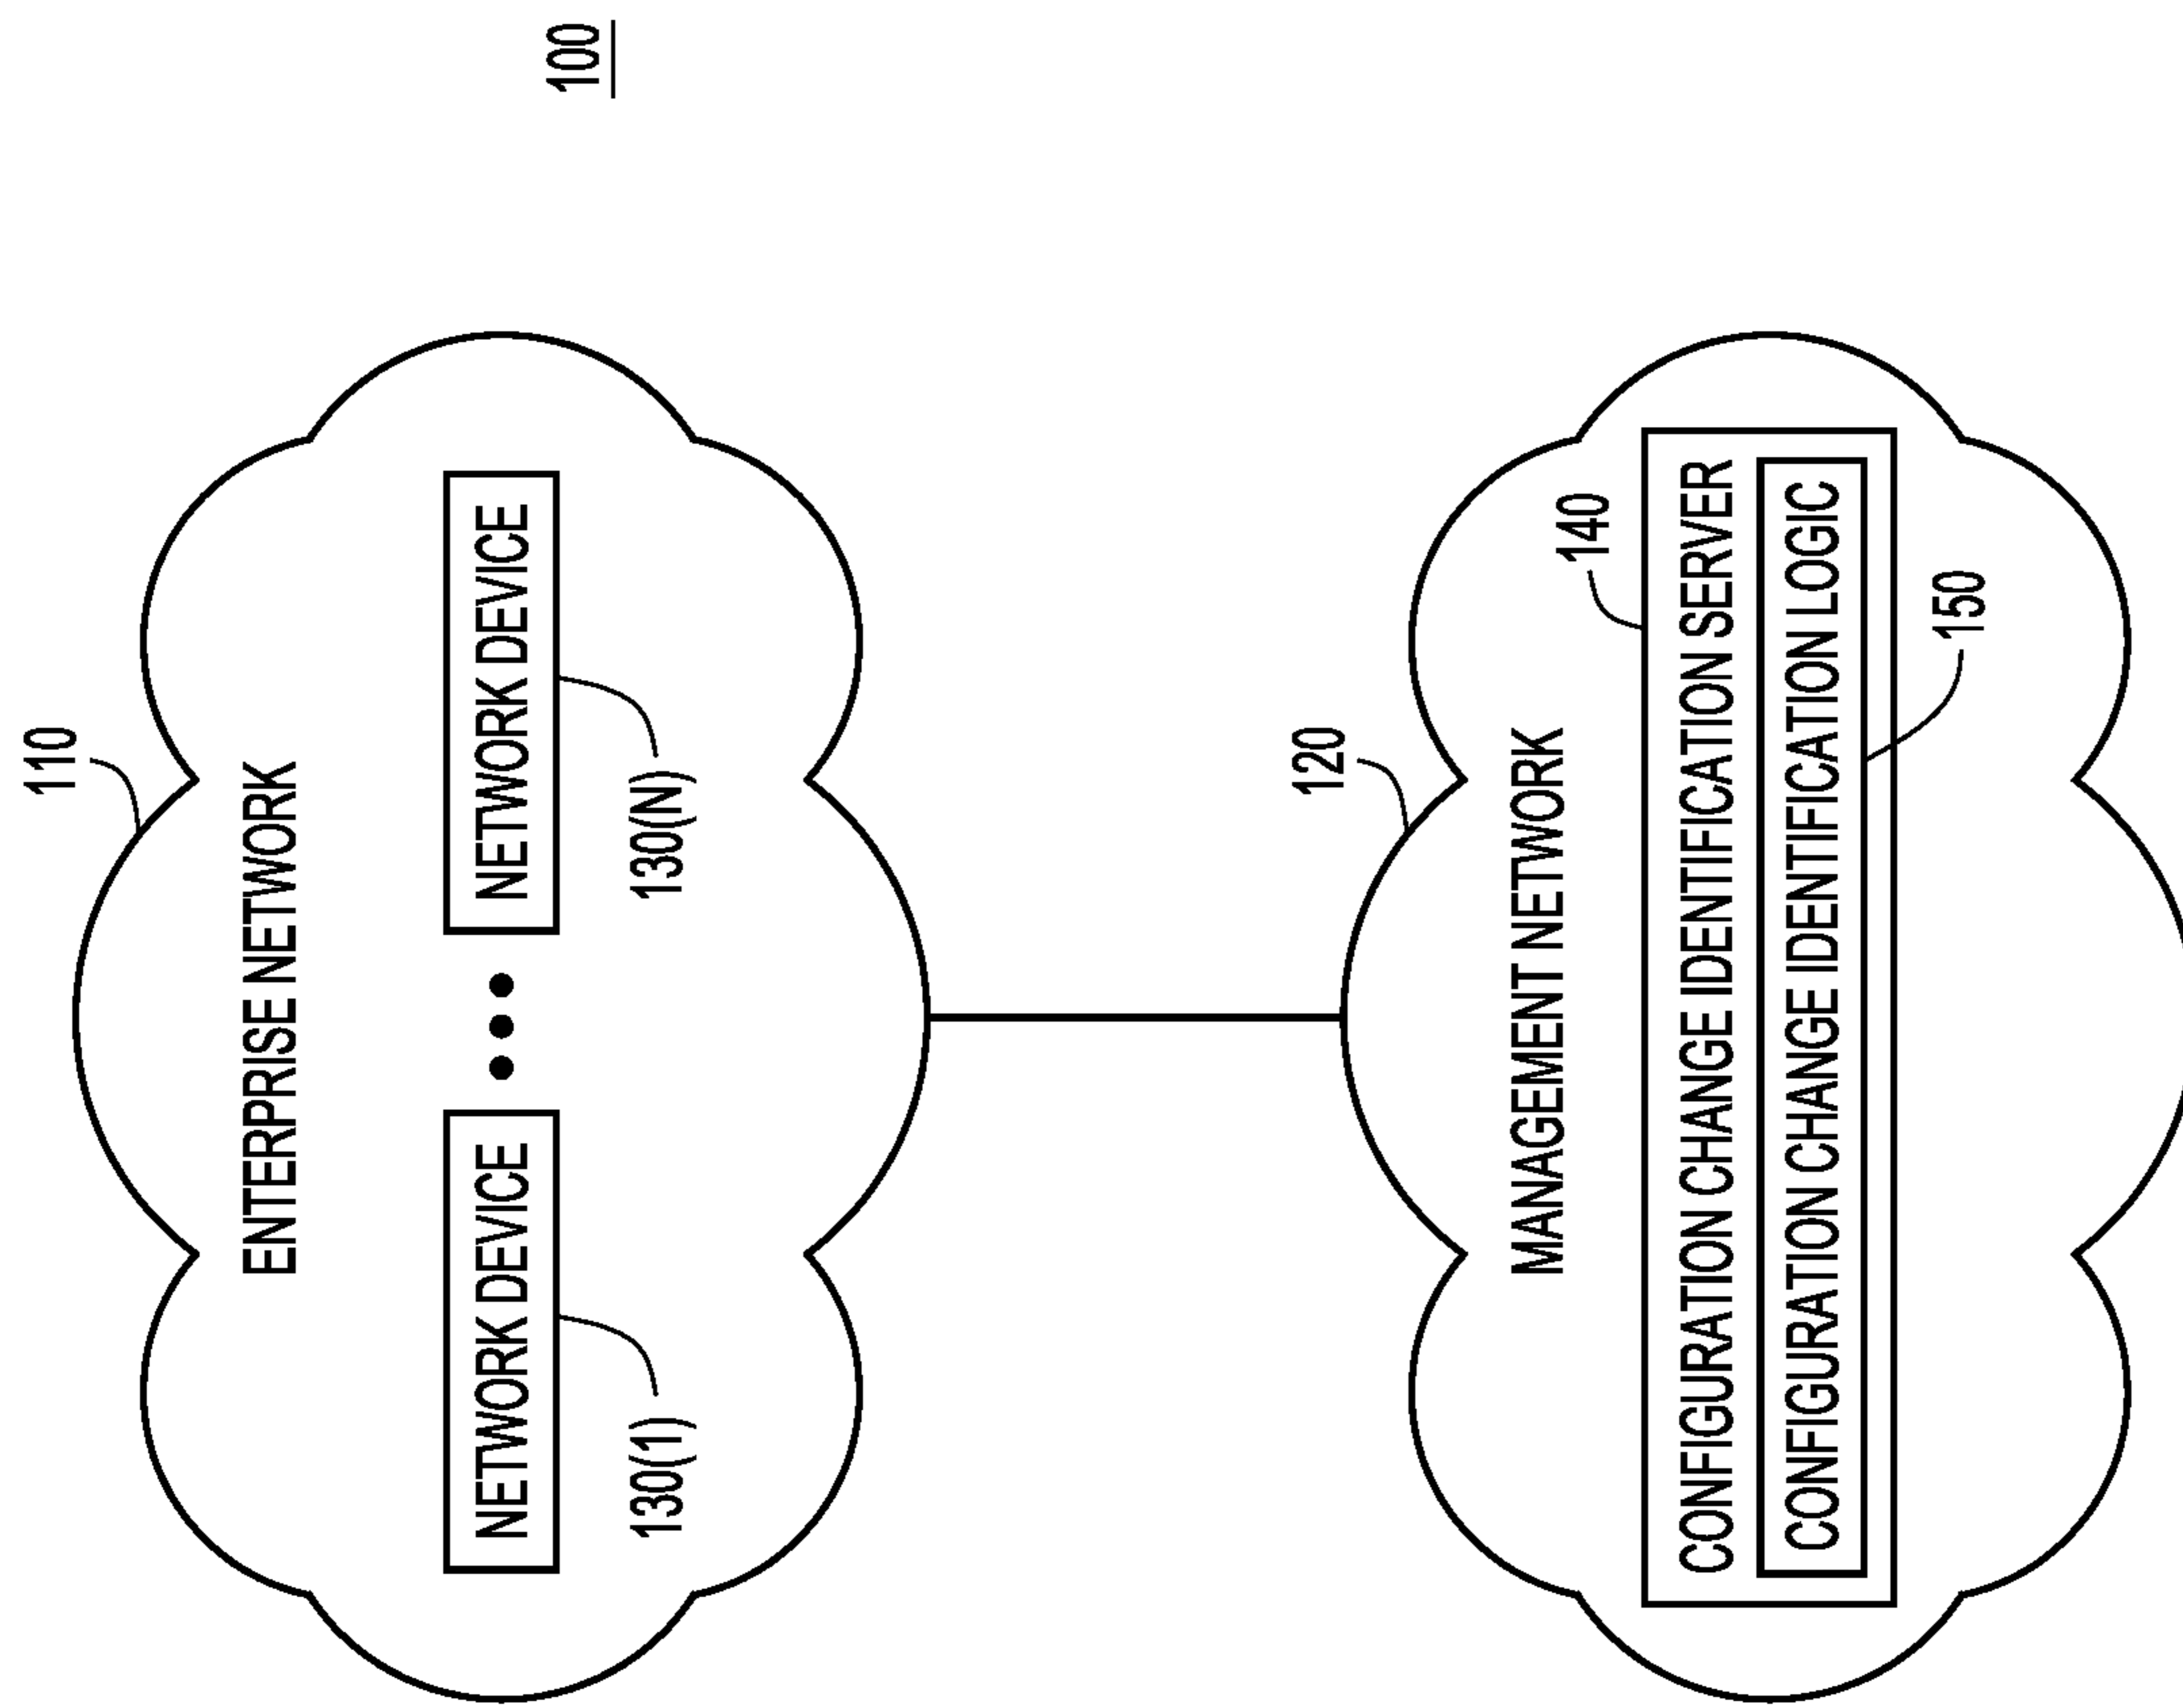 100
110
ENTERPRISE NETWORK
NETWORK DEVICE
NETWORK DEVICE
130(1)
130(N)
120
MANAGEMENT NETWORK
140
CONFIGURATION CHANGE IDENTIFICATION SERVER
CONFIGURATION CHANGE IDENTIFICATION LOGIC
150